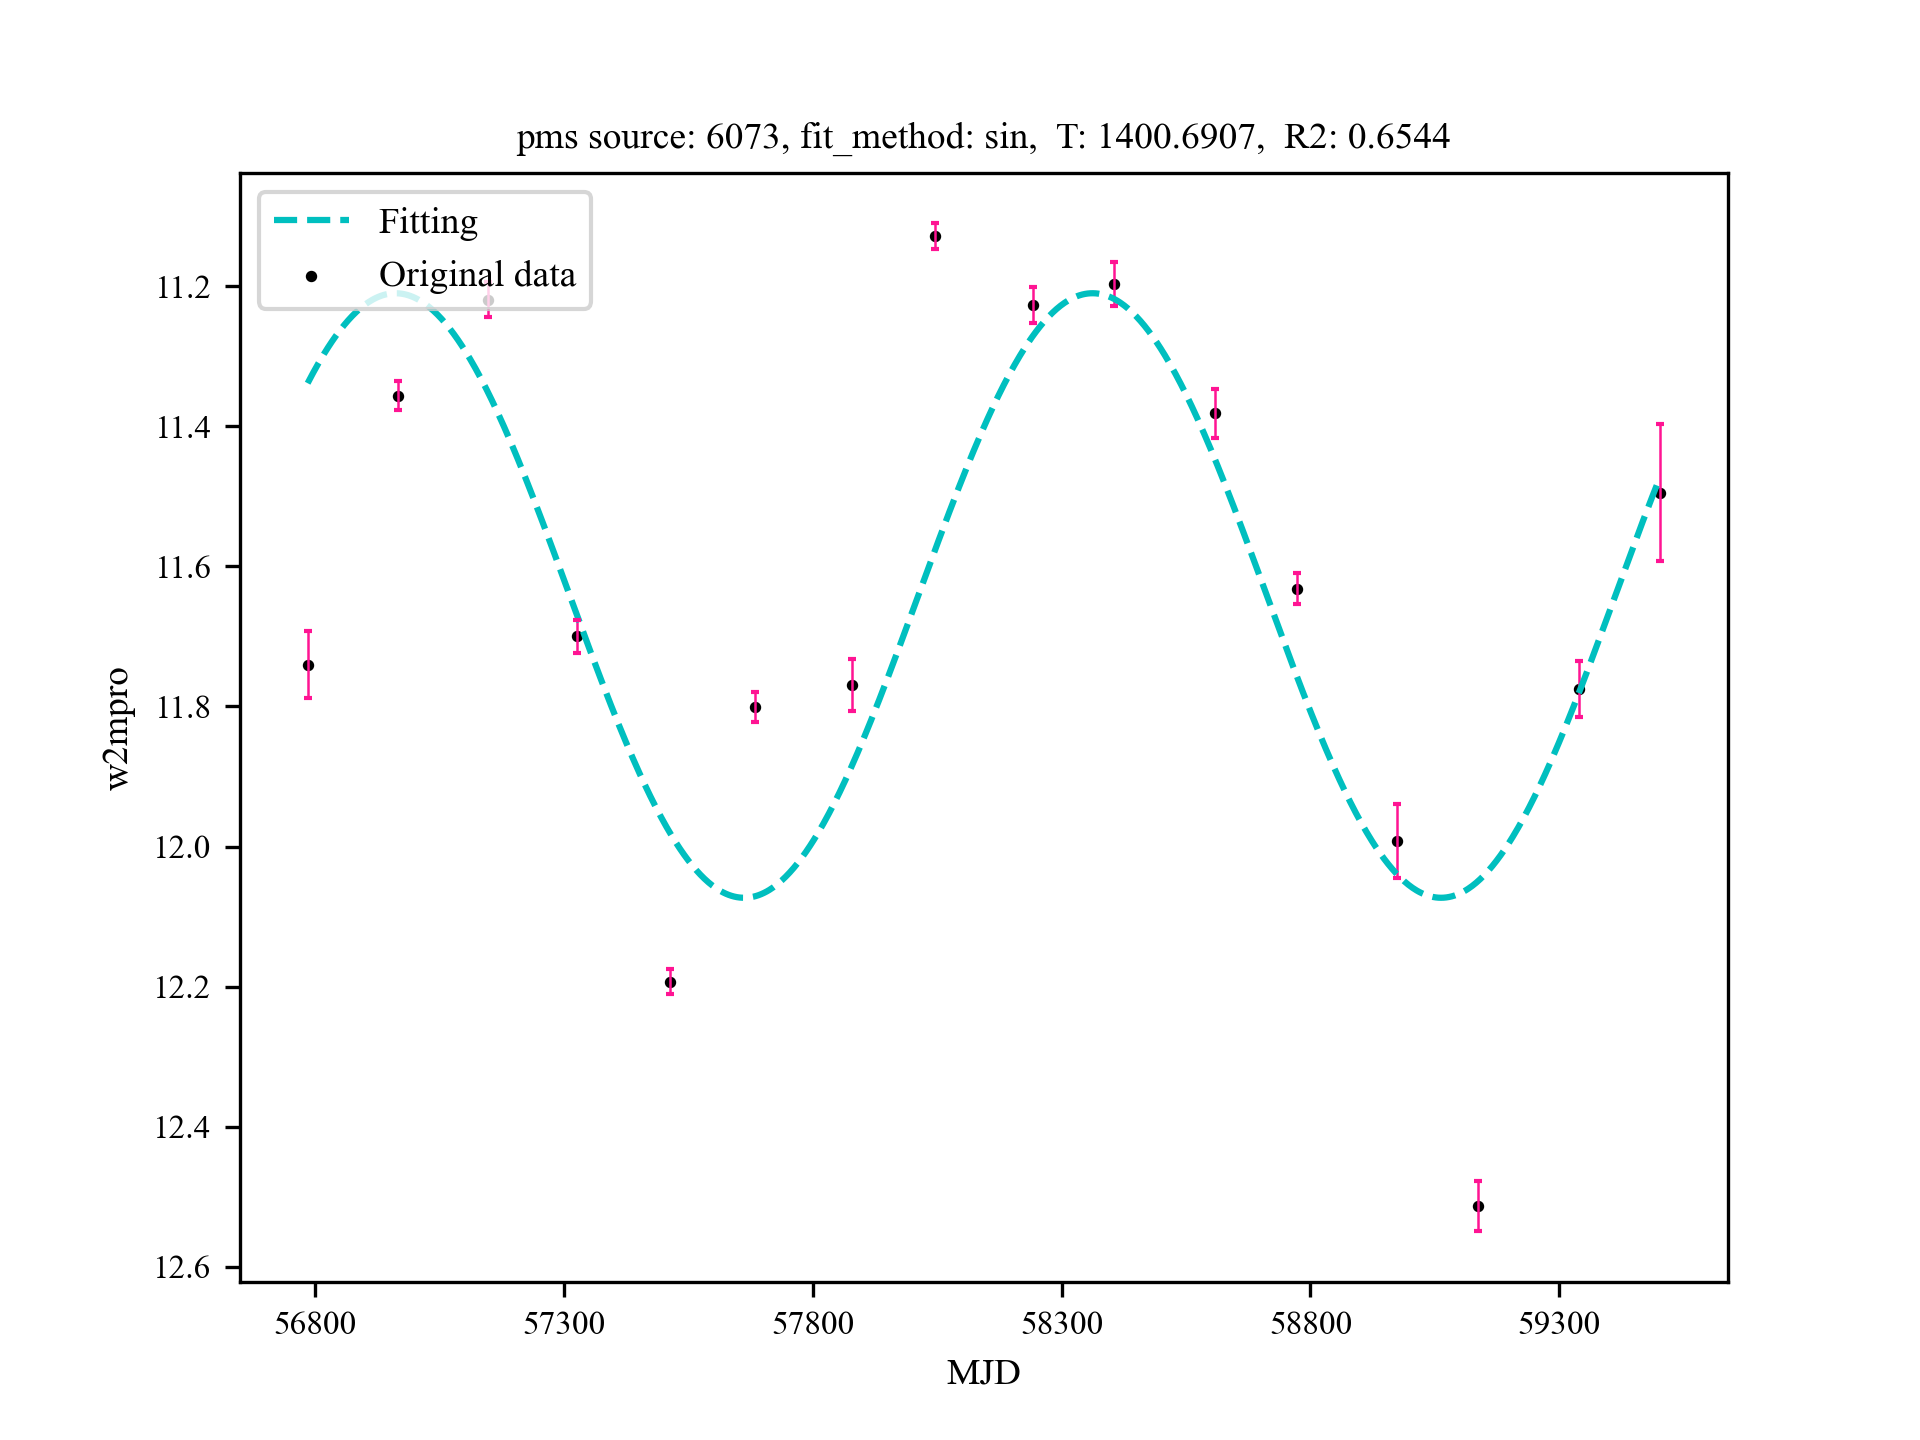 pms source: 6073, fit_method: sin,  T: 1400.6907,  R2: 0.6544
Fitting
Original data
11.2
11.4
11.6
11.8
12.0
12.2
12.4
12.6
w2mpro
56800 57300 57800 58300 58800 59300
MJD